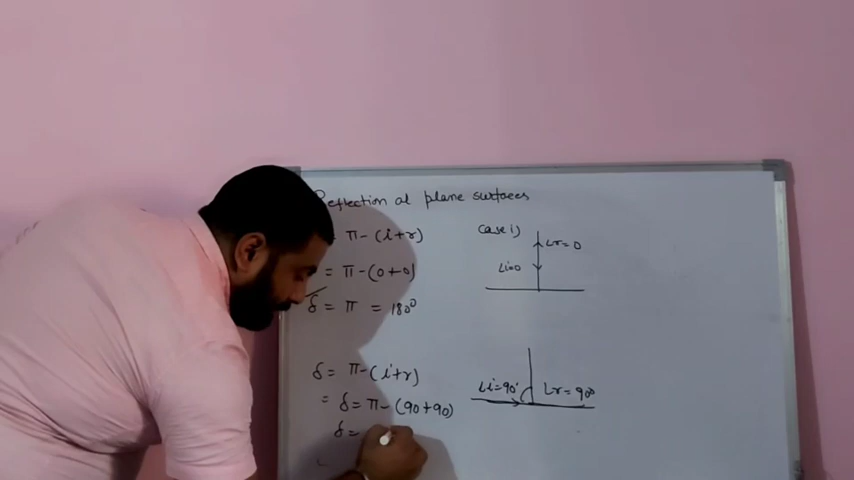 Reflection at plane surfaces
= π-(i+r)
= π-(0+0)
δ = π = 180°
case i)
∠r= 0
∠i=0
δ= π-(i+r)
= δ= π- (90+90)
δ=
∠i=90°
∠r= 90°